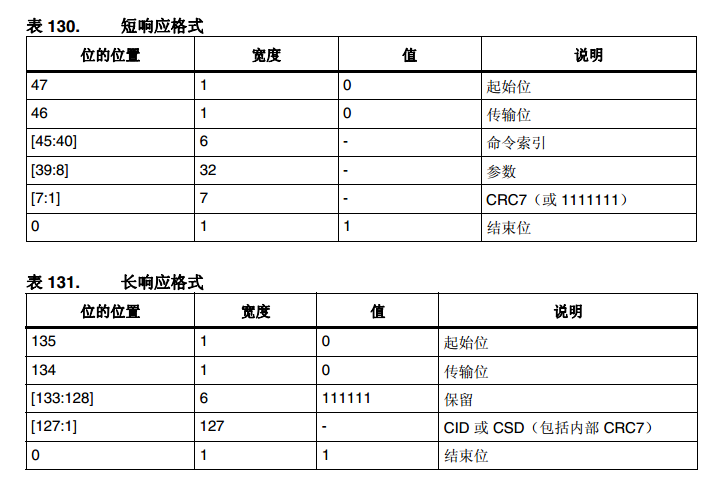 表 130. 短响应格式
位的位置 宽度 值 说明
47 1 0 起始位
46 1 0 传输位
[45:40] 6 - 命令索引
[39:8] 32 - 参数
[7:1] 7 - CRC7（或 1111111）
0 1 1 结束位
表 131. 长响应格式
位的位置 宽度 值 说明
135 1 0 起始位
134 1 0 传输位
[133:128] 6 111111 保留
[127:1] 127 - CID 或 CSD（包括内部 CRC7）
0 1 1 结束位